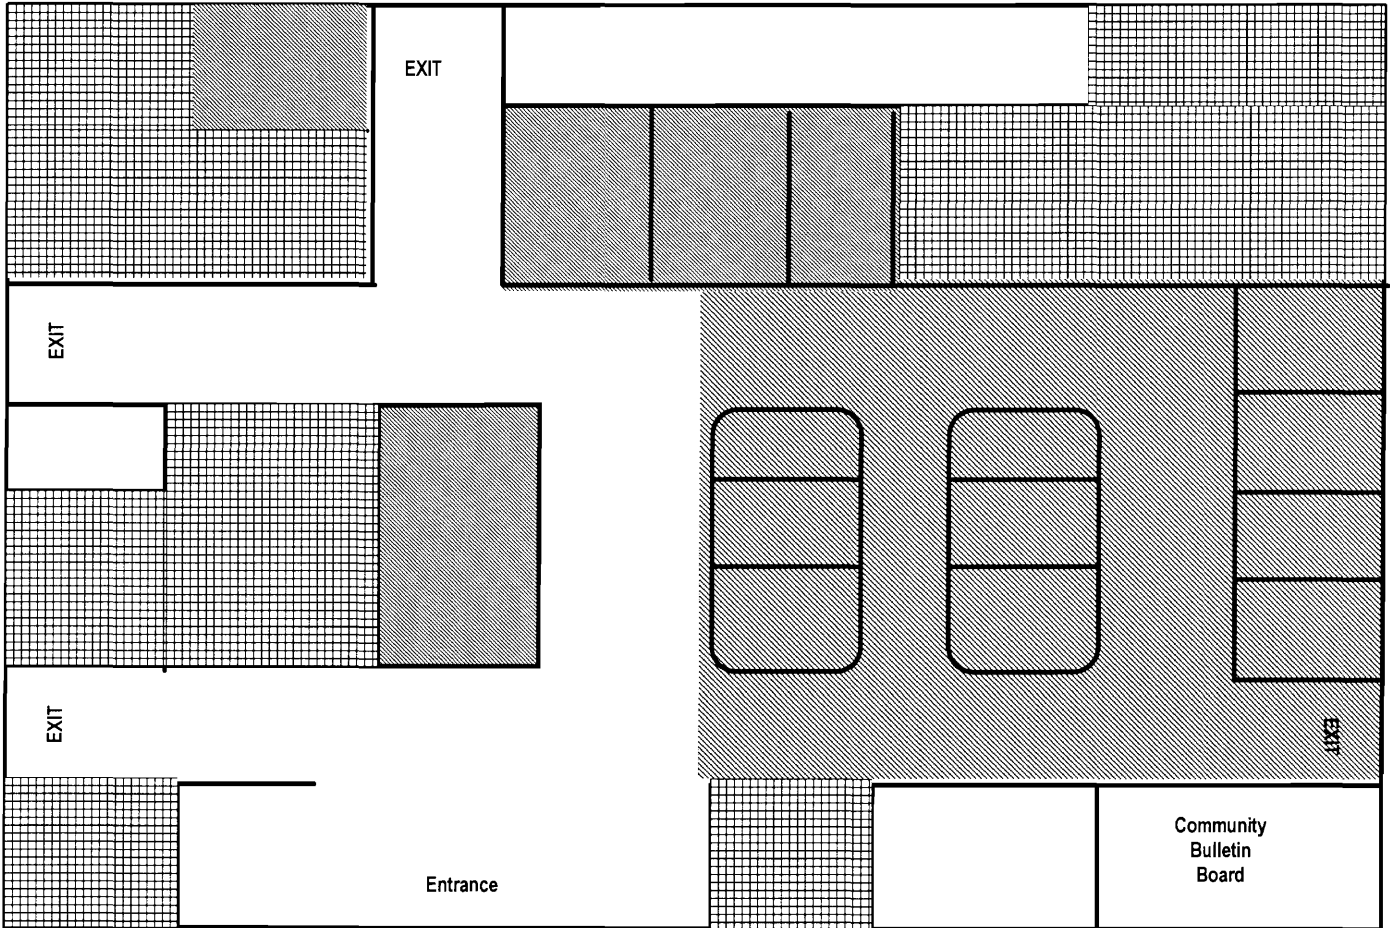 EXIT
EXIT
EXIT
EXIT
Community
Bulletin
Board
Entrance